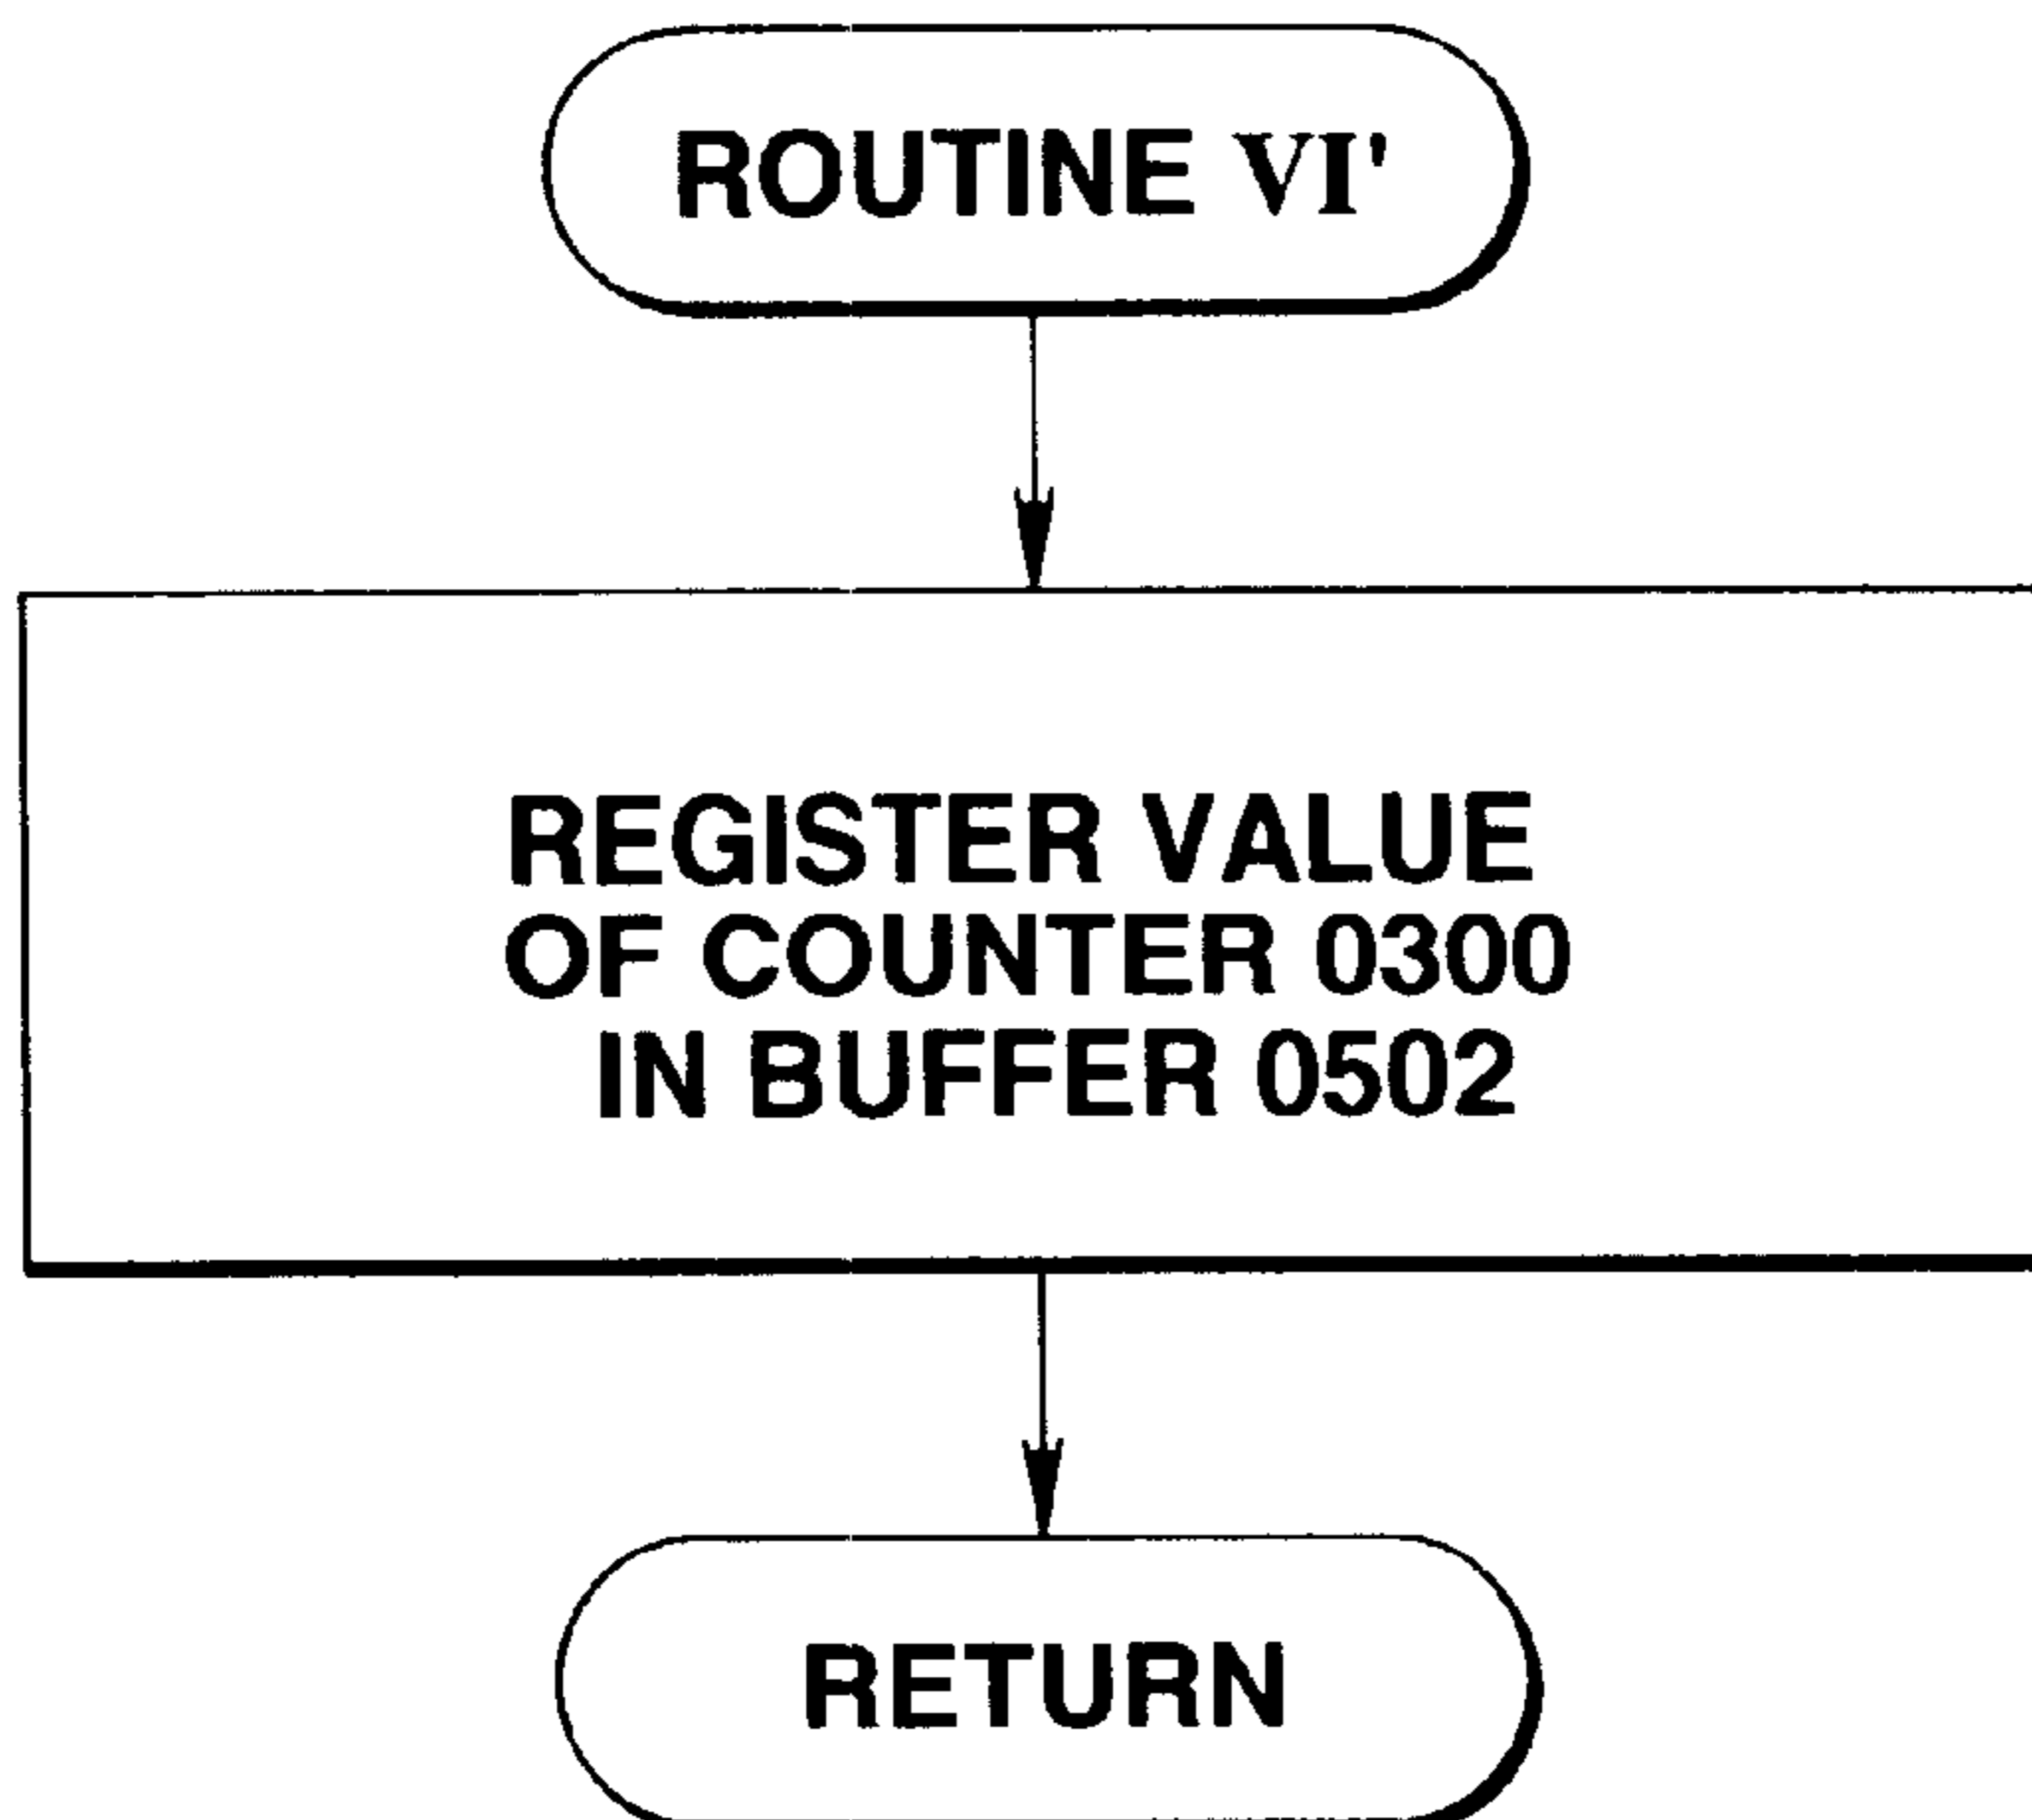 ROUTINE VI'
REGISTER VALUE
OF COUNTER 0300
IN BUFFER 0502
RETURN